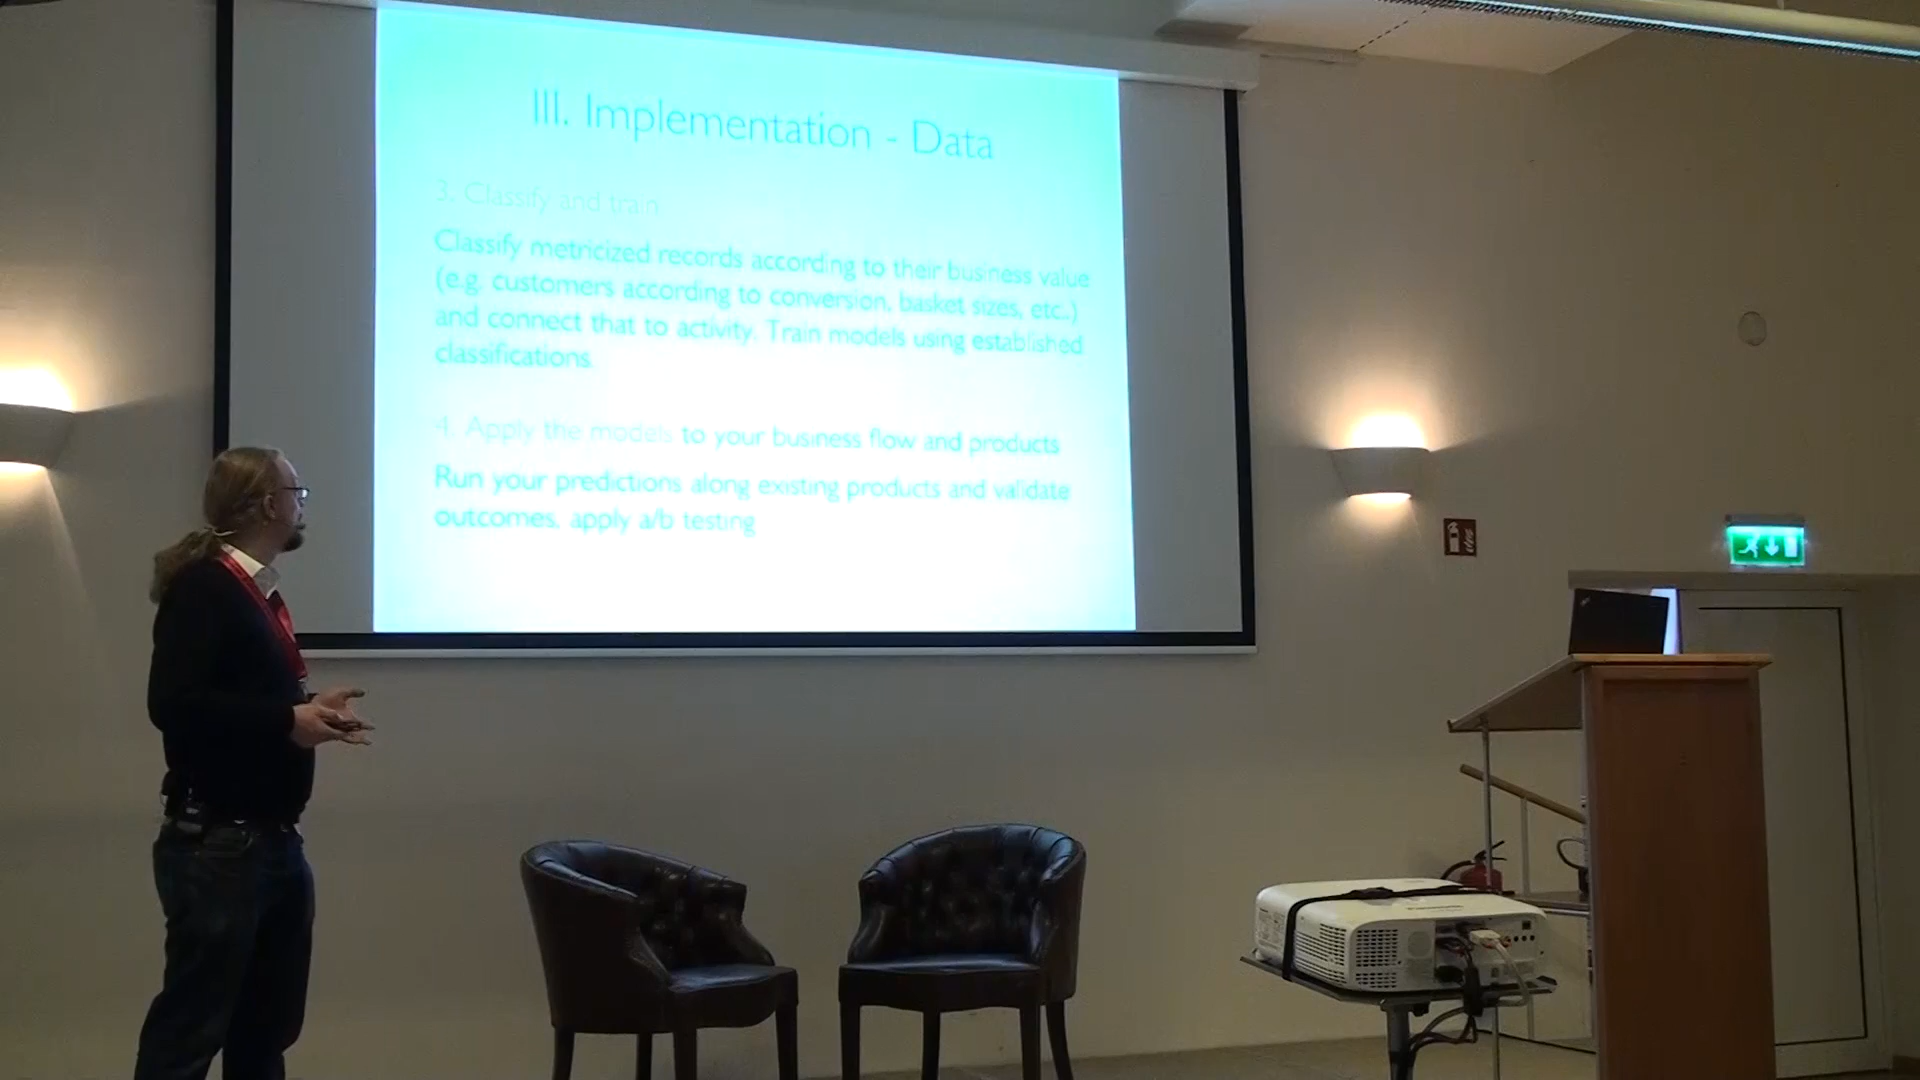 III. Implementation - Data
3. Classify and train
Classify metricized records according to their business value
(e.g. customers according to conversion, basket sizes, etc..)
and connect that to activity. Train models using established
classifications.
4. Apply the models to your business flow and products
Run your predictions along existing products and validate
outcomes, apply a/b testing